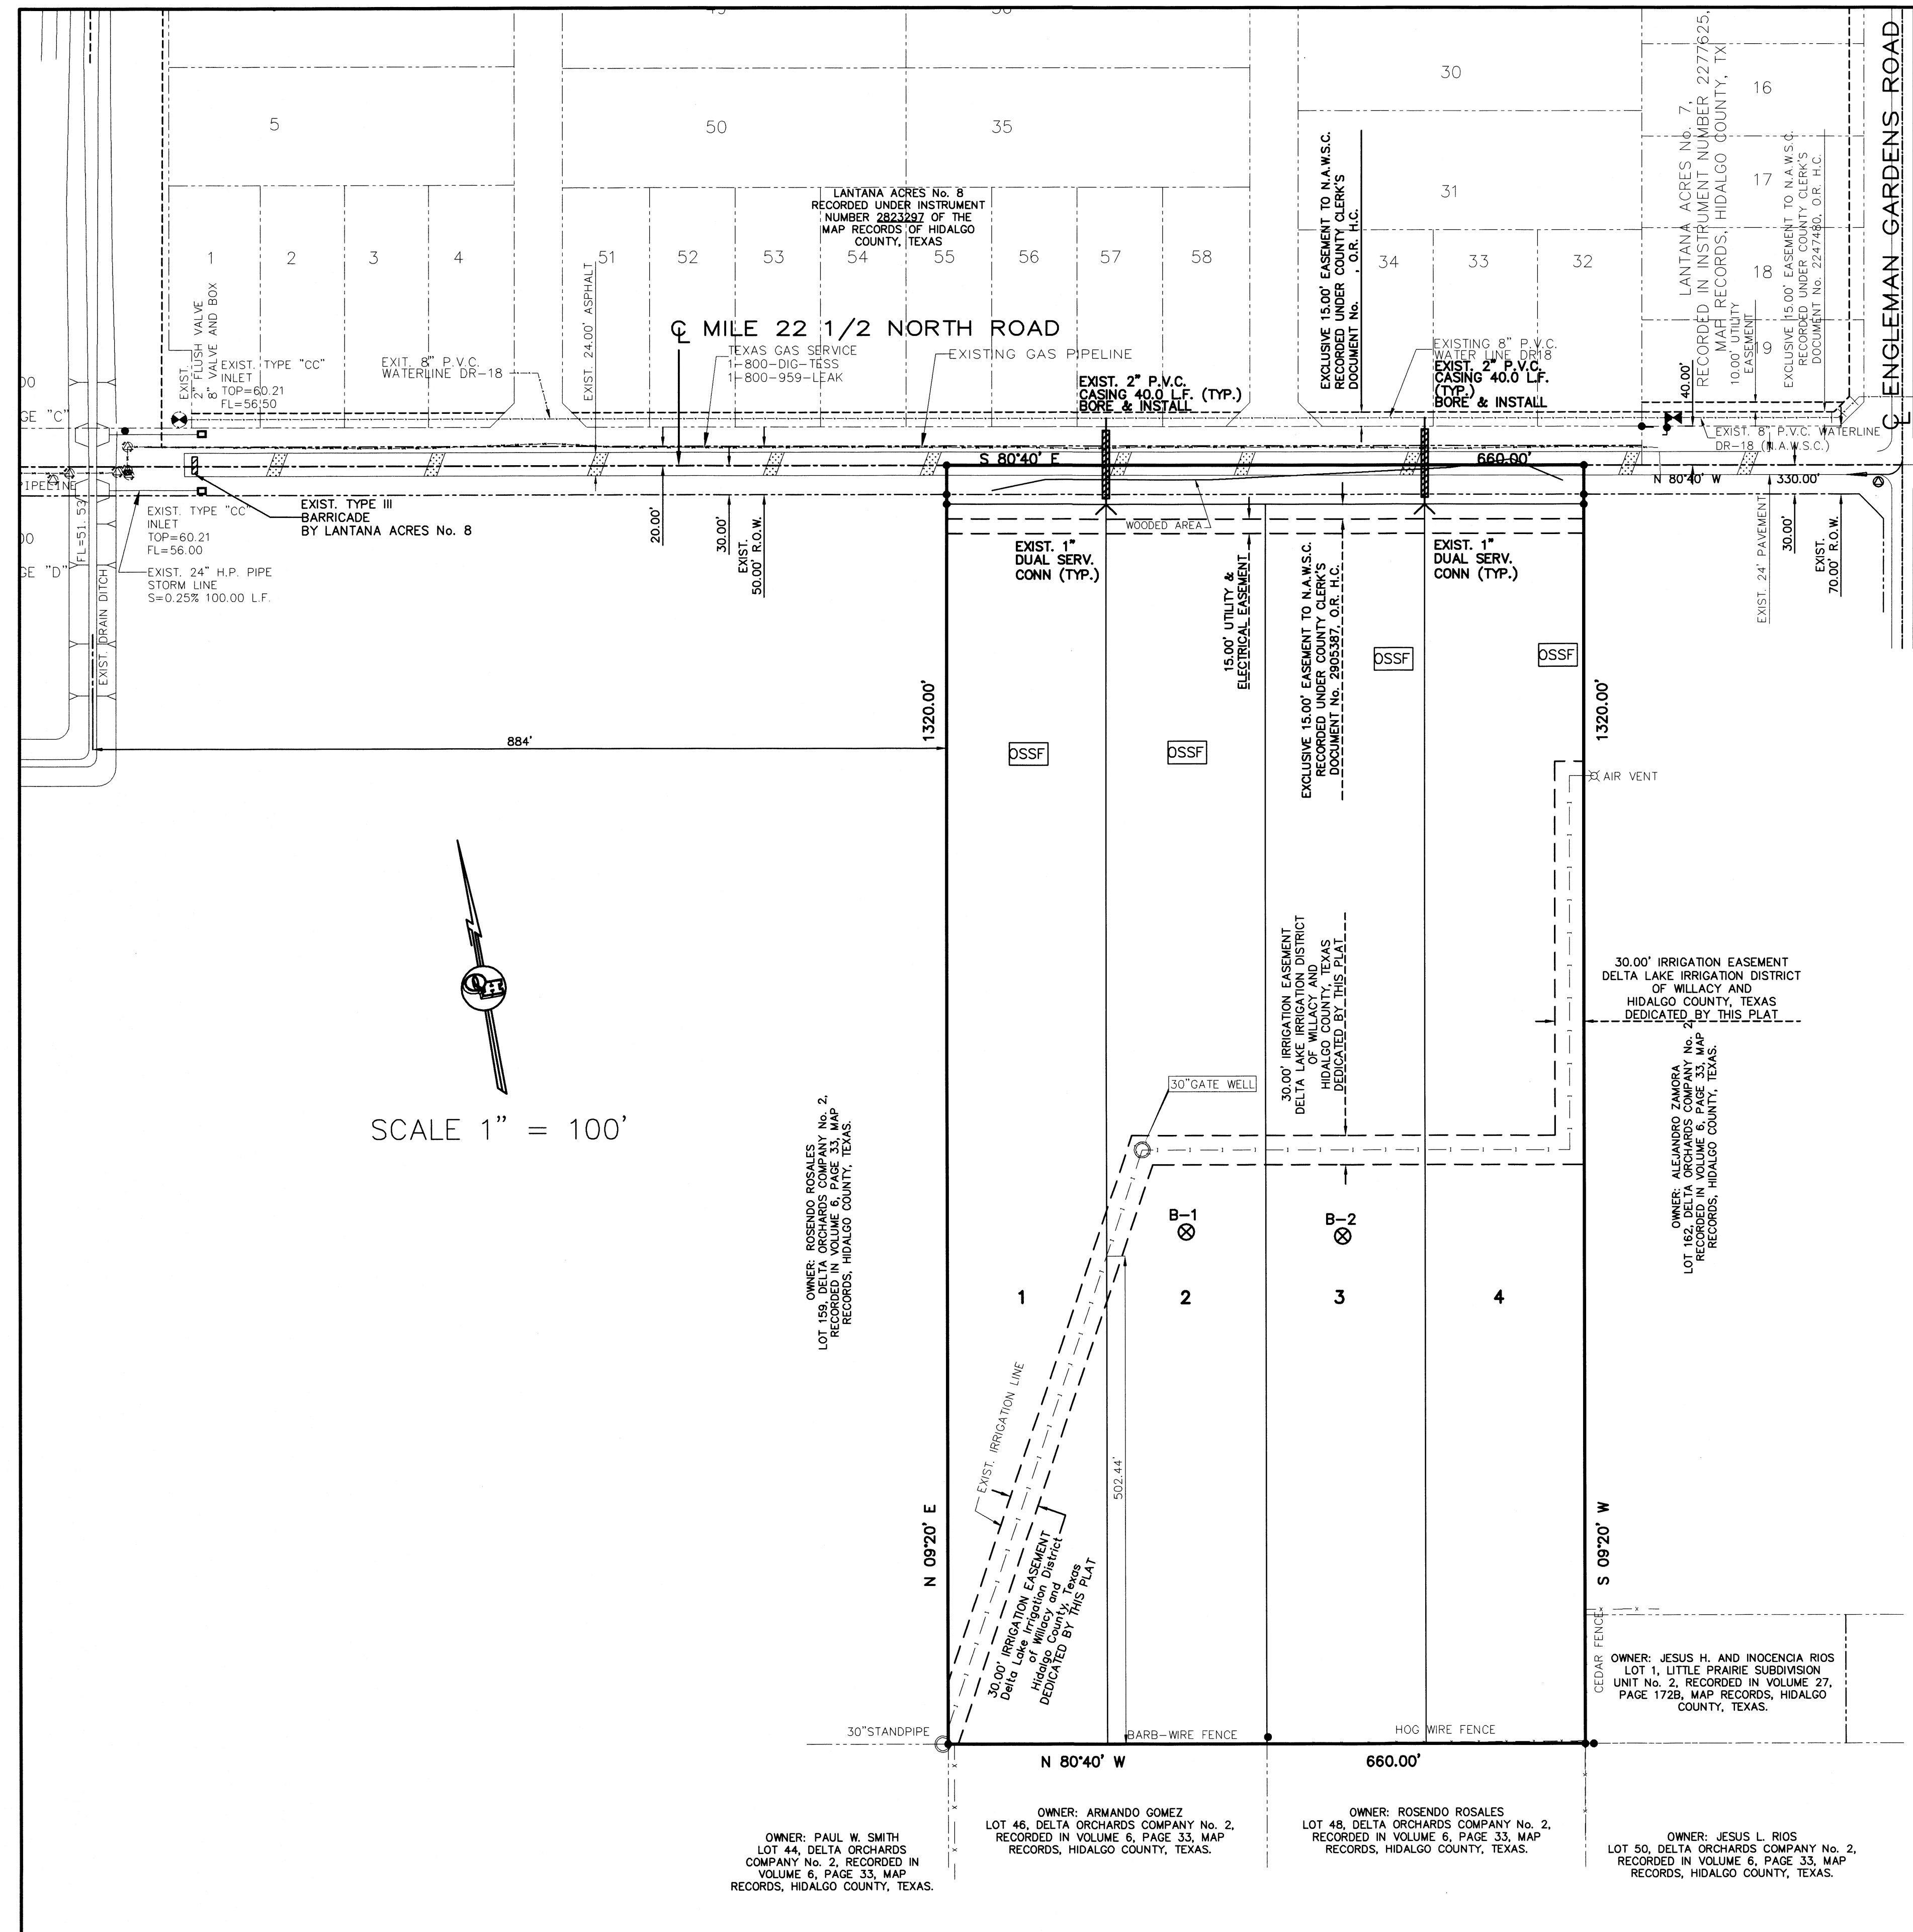 5
50
35
30
31
16
17
18
19
LANTANA ACRES No. 8
RECORDED UNDER INSTRUMENT
NUMBER 2823297 OF THE
MAP RECORDS OF HIDALGO
COUNTY, TEXAS
1
2
3
4
51
52
53
54
55
56
57
58
34
33
32
EXCLUSIVE 15.00' EASEMENT TO N.A.W.S.C.
RECORDED UNDER COUNTY CLERK'S
DOCUMENT No. , O.R. H.C.
LANTANA ACRES No. 7,
RECORDED IN INSTRUMENT NUMBER 2277625,
MAP RECORDS, HIDALGO COUNTY, TX
10.00' UTILITY
EASEMENT
EXCLUSIVE 15.00' EASEMENT TO N.A.W.S.C.
RECORDED UNDER COUNTY CLERK'S
DOCUMENT No. 2247480, O.R. H.C.
ENGLEMAN GARDENS ROAD
℄ MILE 22 1/2 NORTH ROAD
EXIST.
2" FLUSH VALVE
8" VALVE AND BOX
EXIST. TYPE "CC"
INLET
TOP=60.21
FL=56.50
EXIT. 8" P.V.C.
WATERLINE DR-18
EXIST. 24.00' ASPHALT
TEXAS GAS SERVICE
1-800-DIG-TESS
1-800-959-LEAK
EXISTING GAS PIPELINE
EXIST. 2" P.V.C.
CASING 40.0 L.F. (TYP.)
BORE & INSTALL
EXISTING 8" P.V.C.
WATER LINE DR18
EXIST. 2" P.V.C.
CASING 40.0 L.F.
(TYP.)
BORE & INSTALL
40.00'
EXIST. 8" P.V.C. WATERLINE
DR-18 (N.A.W.S.C.)
GE "C"
IPELINE
S 80°40' E
660.00'
N 80°40' W
330.00'
EXIST. TYPE III
BARRICADE
BY LANTANA ACRES No. 8
EXIST. TYPE "CC"
INLET
TOP=60.21
FL=56.00
EXIST. 24" H.P. PIPE
STORM LINE
S=0.25% 100.00 L.F.
GE "D"
FL=51.53
EXIST. DRAIN DITCH
20.00'
30.00'
EXIST.
50.00' R.O.W.
WOODED AREA
EXIST. 1"
DUAL SERV.
CONN (TYP.)
15.00' UTILITY &
ELECTRICAL EASEMENT
EXCLUSIVE 15.00' EASEMENT TO N.A.W.S.C.
RECORDED UNDER COUNTY CLERK'S
DOCUMENT No. 2905387, O.R. H.C.
EXIST. 1"
DUAL SERV.
CONN (TYP.)
EXIST. 24' PAVEMENT
30.00'
EXIST.
70.00' R.O.W.
OSSF
OSSF
OSSF
OSSF
1320.00'
1320.00'
884'
AIR VENT
30.00' IRRIGATION EASEMENT
DELTA LAKE IRRIGATION DISTRICT
OF WILLACY AND
HIDALGO COUNTY, TEXAS
DEDICATED BY THIS PLAT
30.00' IRRIGATION EASEMENT
DELTA LAKE IRRIGATION DISTRICT
OF WILLACY AND
HIDALGO COUNTY, TEXAS
DEDICATED BY THIS PLAT
SCALE 1" = 100'
30"GATE WELL
OWNER: ROSENDO ROSALES
LOT 159, DELTA ORCHARDS COMPANY No. 2,
RECORDED IN VOLUME 6, PAGE 33, MAP
RECORDS, HIDALGO COUNTY, TEXAS.
OWNER: ALEJANDRO ZAMORA
LOT 162, DELTA ORCHARDS COMPANY No. 2,
RECORDED IN VOLUME 6, PAGE 33, MAP
RECORDS, HIDALGO COUNTY, TEXAS.
B-1
B-2
1
2
3
4
EXIST. IRRIGATION LINE
502.44'
30.00' IRRIGATION EASEMENT
Delta Lake Irrigation District
of Willacy and
Hidalgo County, Texas
DEDICATED BY THIS PLAT
N 09°20' E
S 09°20' W
CEDAR FENCE
OWNER: JESUS H. AND INOCENCIA RIOS
LOT 1, LITTLE PRAIRIE SUBDIVISION
UNIT No. 2, RECORDED IN VOLUME 27,
PAGE 172B, MAP RECORDS, HIDALGO
COUNTY, TEXAS.
30"STANDPIPE
BARB-WIRE FENCE
HOG WIRE FENCE
N 80°40' W
660.00'
OWNER: PAUL W. SMITH
LOT 44, DELTA ORCHARDS
COMPANY No. 2, RECORDED IN
VOLUME 6, PAGE 33, MAP
RECORDS, HIDALGO COUNTY, TEXAS.
OWNER: ARMANDO GOMEZ
LOT 46, DELTA ORCHARDS COMPANY No. 2,
RECORDED IN VOLUME 6, PAGE 33, MAP
RECORDS, HIDALGO COUNTY, TEXAS.
OWNER: ROSENDO ROSALES
LOT 48, DELTA ORCHARDS COMPANY No. 2,
RECORDED IN VOLUME 6, PAGE 33, MAP
RECORDS, HIDALGO COUNTY, TEXAS.
OWNER: JESUS L. RIOS
LOT 50, DELTA ORCHARDS COMPANY No. 2,
RECORDED IN VOLUME 6, PAGE 33, MAP
RECORDS, HIDALGO COUNTY, TEXAS.